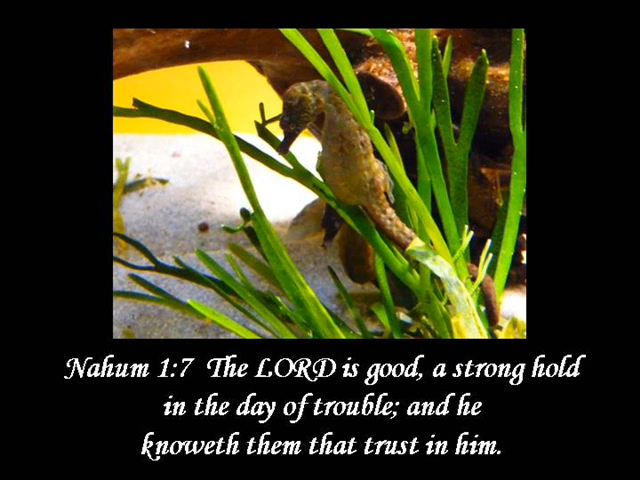 Nahum 1:7 The LORD is good, a strong hold
in the day of trouble; and he
knoweth them that trust in him.